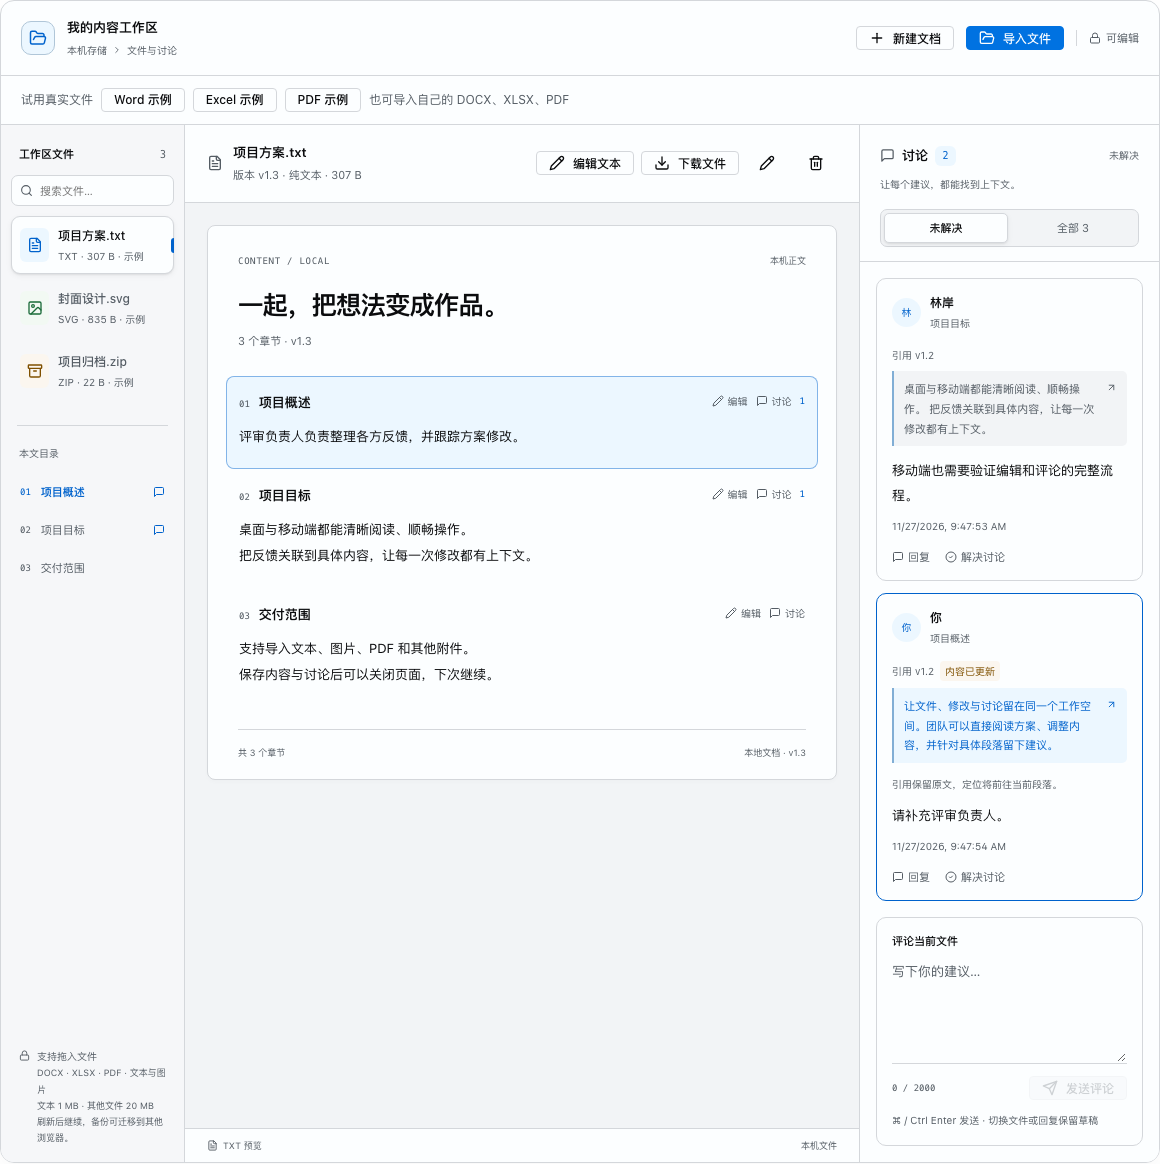 我的内容工作区
本机存储 › 文件与讨论
新建文档
导入文件
可编辑
试用真实文件
Word 示例
Excel 示例
PDF 示例
也可导入自己的 DOCX、XLSX、PDF
工作区文件
3
搜索文件...
项目方案.txt
TXT · 307 B · 示例
封面设计.svg
SVG · 835 B · 示例
项目归档.zip
ZIP · 22 B · 示例
本文目录
01 项目概述
02 项目目标
03 交付范围
支持拖入文件
DOCX · XLSX · PDF · 文本与图
片
文本 1 MB · 其他文件 20 MB
刷新后继续，备份可迁移到其他
浏览器。
项目方案.txt
版本 v1.3 · 纯文本 · 307 B
编辑文本
下载文件
CONTENT / LOCAL
本机正文
一起，把想法变成作品。
3 个章节 · v1.3
01 项目概述
编辑
讨论 1
评审负责人负责整理各方反馈，并跟踪方案修改。
02 项目目标
编辑
讨论 1
桌面与移动端都能清晰阅读、顺畅操作。
把反馈关联到具体内容，让每一次修改都有上下文。
03 交付范围
编辑
讨论
支持导入文本、图片、PDF 和其他附件。
保存内容与讨论后可以关闭页面，下次继续。
共 3 个章节
本地文档 · v1.3
TXT 预览
本机文件
讨论 2
未解决
让每个建议，都能找到上下文。
未解决
全部 3
林
林岸
项目目标
引用 v1.2
桌面与移动端都能清晰阅读、顺畅操
作。 把反馈关联到具体内容，让每一次
修改都有上下文。
移动端也需要验证编辑和评论的完整流
程。
11/27/2026, 9:47:53 AM
回复
解决讨论
你
你
项目概述
引用 v1.2
内容已更新
让文件、修改与讨论留在同一个工作空
间。团队可以直接阅读方案、调整内
容，并针对具体段落留下建议。
引用保留原文，定位将前往当前段落。
请补充评审负责人。
11/27/2026, 9:47:54 AM
回复
解决讨论
评论当前文件
写下你的建议...
0 / 2000
发送评论
⌘ / Ctrl Enter 发送 · 切换文件或回复保留草稿